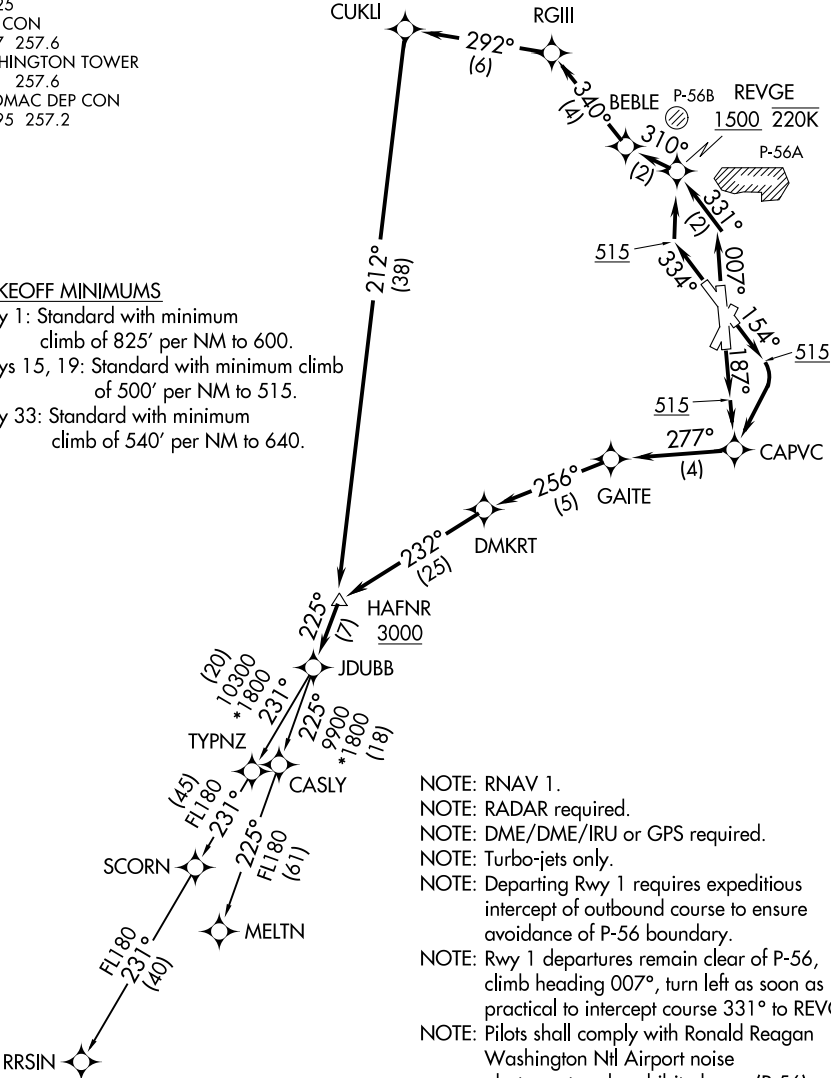 25
CON
7 257.6
HINGTON TOWER
257.6
OMAC DEP CON
95 257.2
CUKLI
RGIII
292°
(6)
340°
(4)
BEBLE
P-56B
REVGE
1500 220K
P-56A
310°
(2)
331°
(2)
515
334°
007°
154°
515
187°
515
212°
(38)
KEOFF MINIMUMS
y 1: Standard with minimum
climb of 825' per NM to 600.
ys 15, 19: Standard with minimum climb
of 500' per NM to 515.
y 33: Standard with minimum
climb of 540' per NM to 640.
277°
(4)
CAPVC
GAITE
256°
(5)
DMKRT
232°
(25)
HAFNR
3000
225°
(7)
JDUBB
(20)
10300
*1800
231°
225°
9900
*1800
(18)
TYPNZ
CASLY
(45)
FL180
231°
225°
FL180
(61)
SCORN
MELTN
FL180
231°
(40)
RRSIN
NOTE: RNAV 1.
NOTE: RADAR required.
NOTE: DME/DME/IRU or GPS required.
NOTE: Turbo-jets only.
NOTE: Departing Rwy 1 requires expeditious
intercept of outbound course to ensure
avoidance of P-56 boundary.
NOTE: Rwy 1 departures remain clear of P-56,
climb heading 007°, turn left as soon as
practical to intercept course 331° to REVG
NOTE: Pilots shall comply with Ronald Reagan
Washington Ntl Airport noise